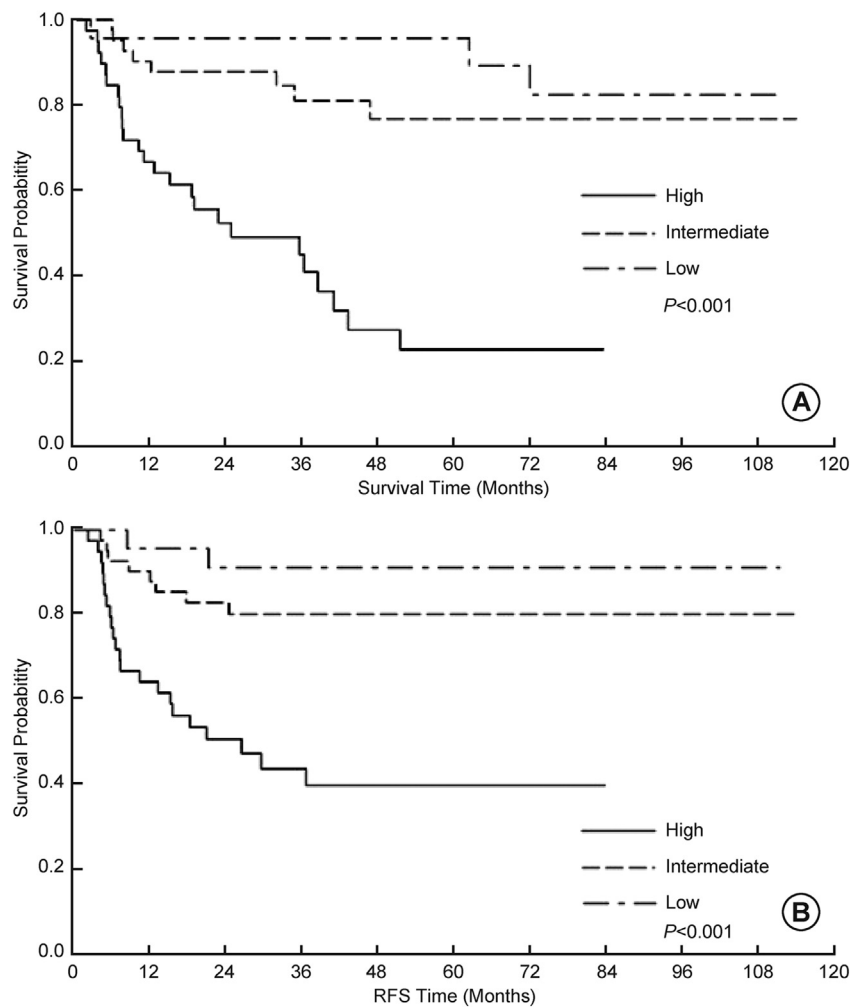 1.0
0.8
0.6
0.4
0.2
0.0
Survival Probabitity
High
Intermediate
Low
P<0.001
A
0 12 24 36 48 60 72 84 96 108 120
Survival Time (Months)
1.0
0.8
0.6
0.4
0.2
0.0
Survival Probabitity
High
Intermediate
Low
P<0.001
B
0 12 24 36 48 60 72 84 96 108 120
RFS Time (Months)